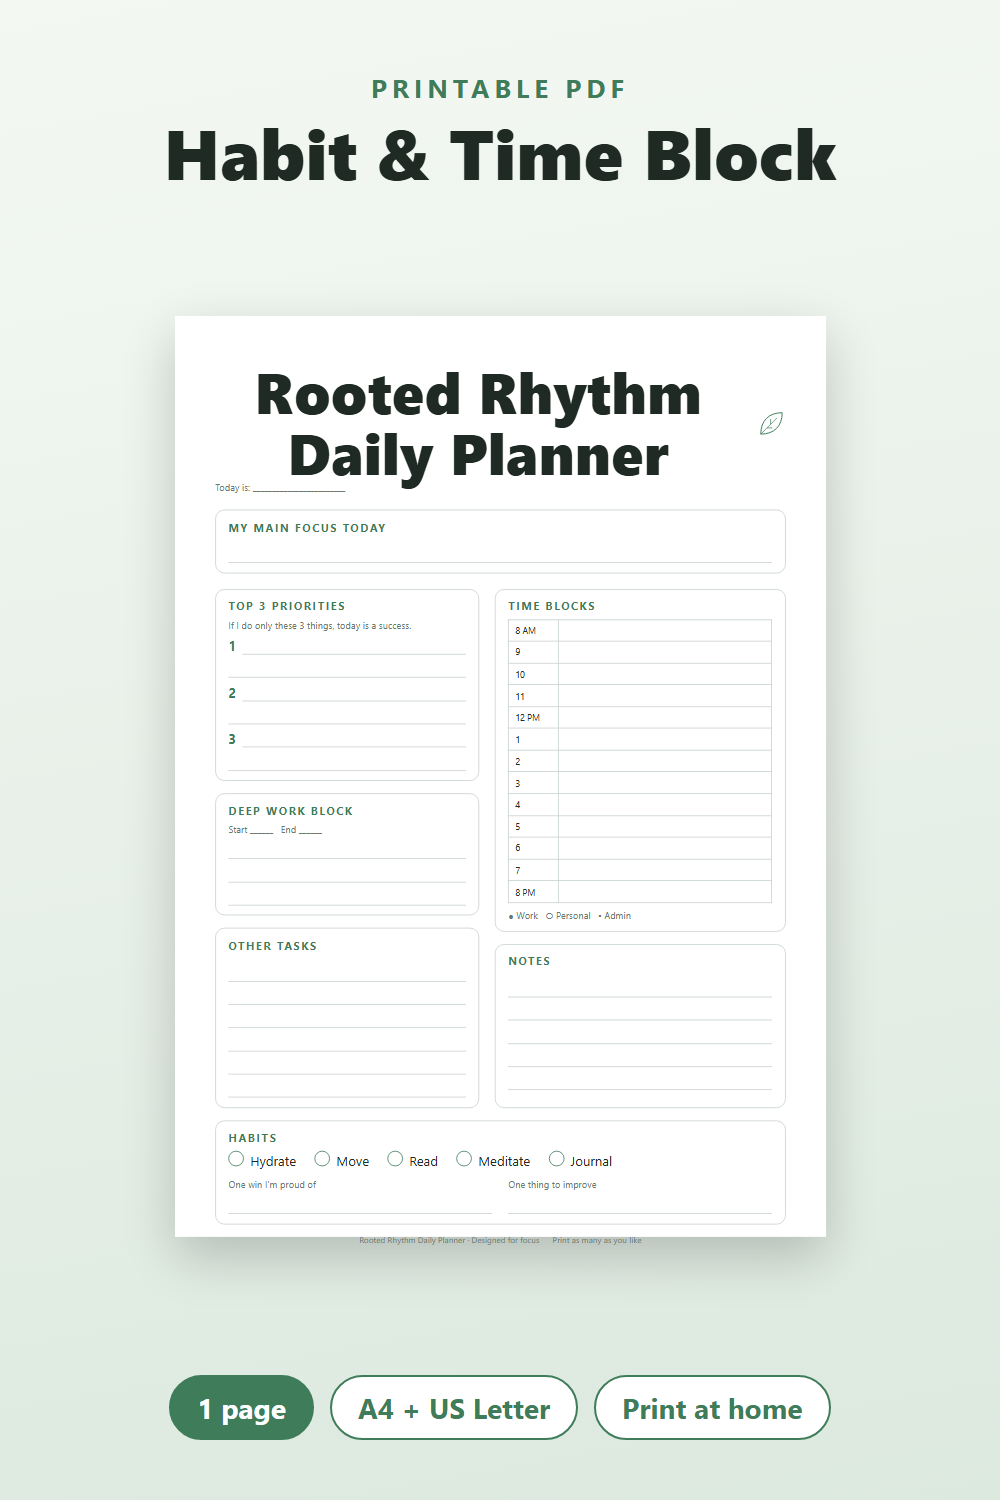 PRINTABLE PDF
Habit & Time Block
Rooted Rhythm
Daily Planner
Today is: ____________________
MY MAIN FOCUS TODAY
TOP 3 PRIORITIES
If I do only these 3 things, today is a success.
1
2
3
DEEP WORK BLOCK
Start _____ End _____
OTHER TASKS
TIME BLOCKS
8 AM
9
10
11
12 PM
1
2
3
4
5
6
7
8 PM
● Work ○ Personal • Admin
NOTES
HABITS
Hydrate Move Read Meditate Journal
One win I'm proud of
One thing to improve
Rooted Rhythm Daily Planner · Designed for focus Print as many as you like
1 page
A4 + US Letter
Print at home